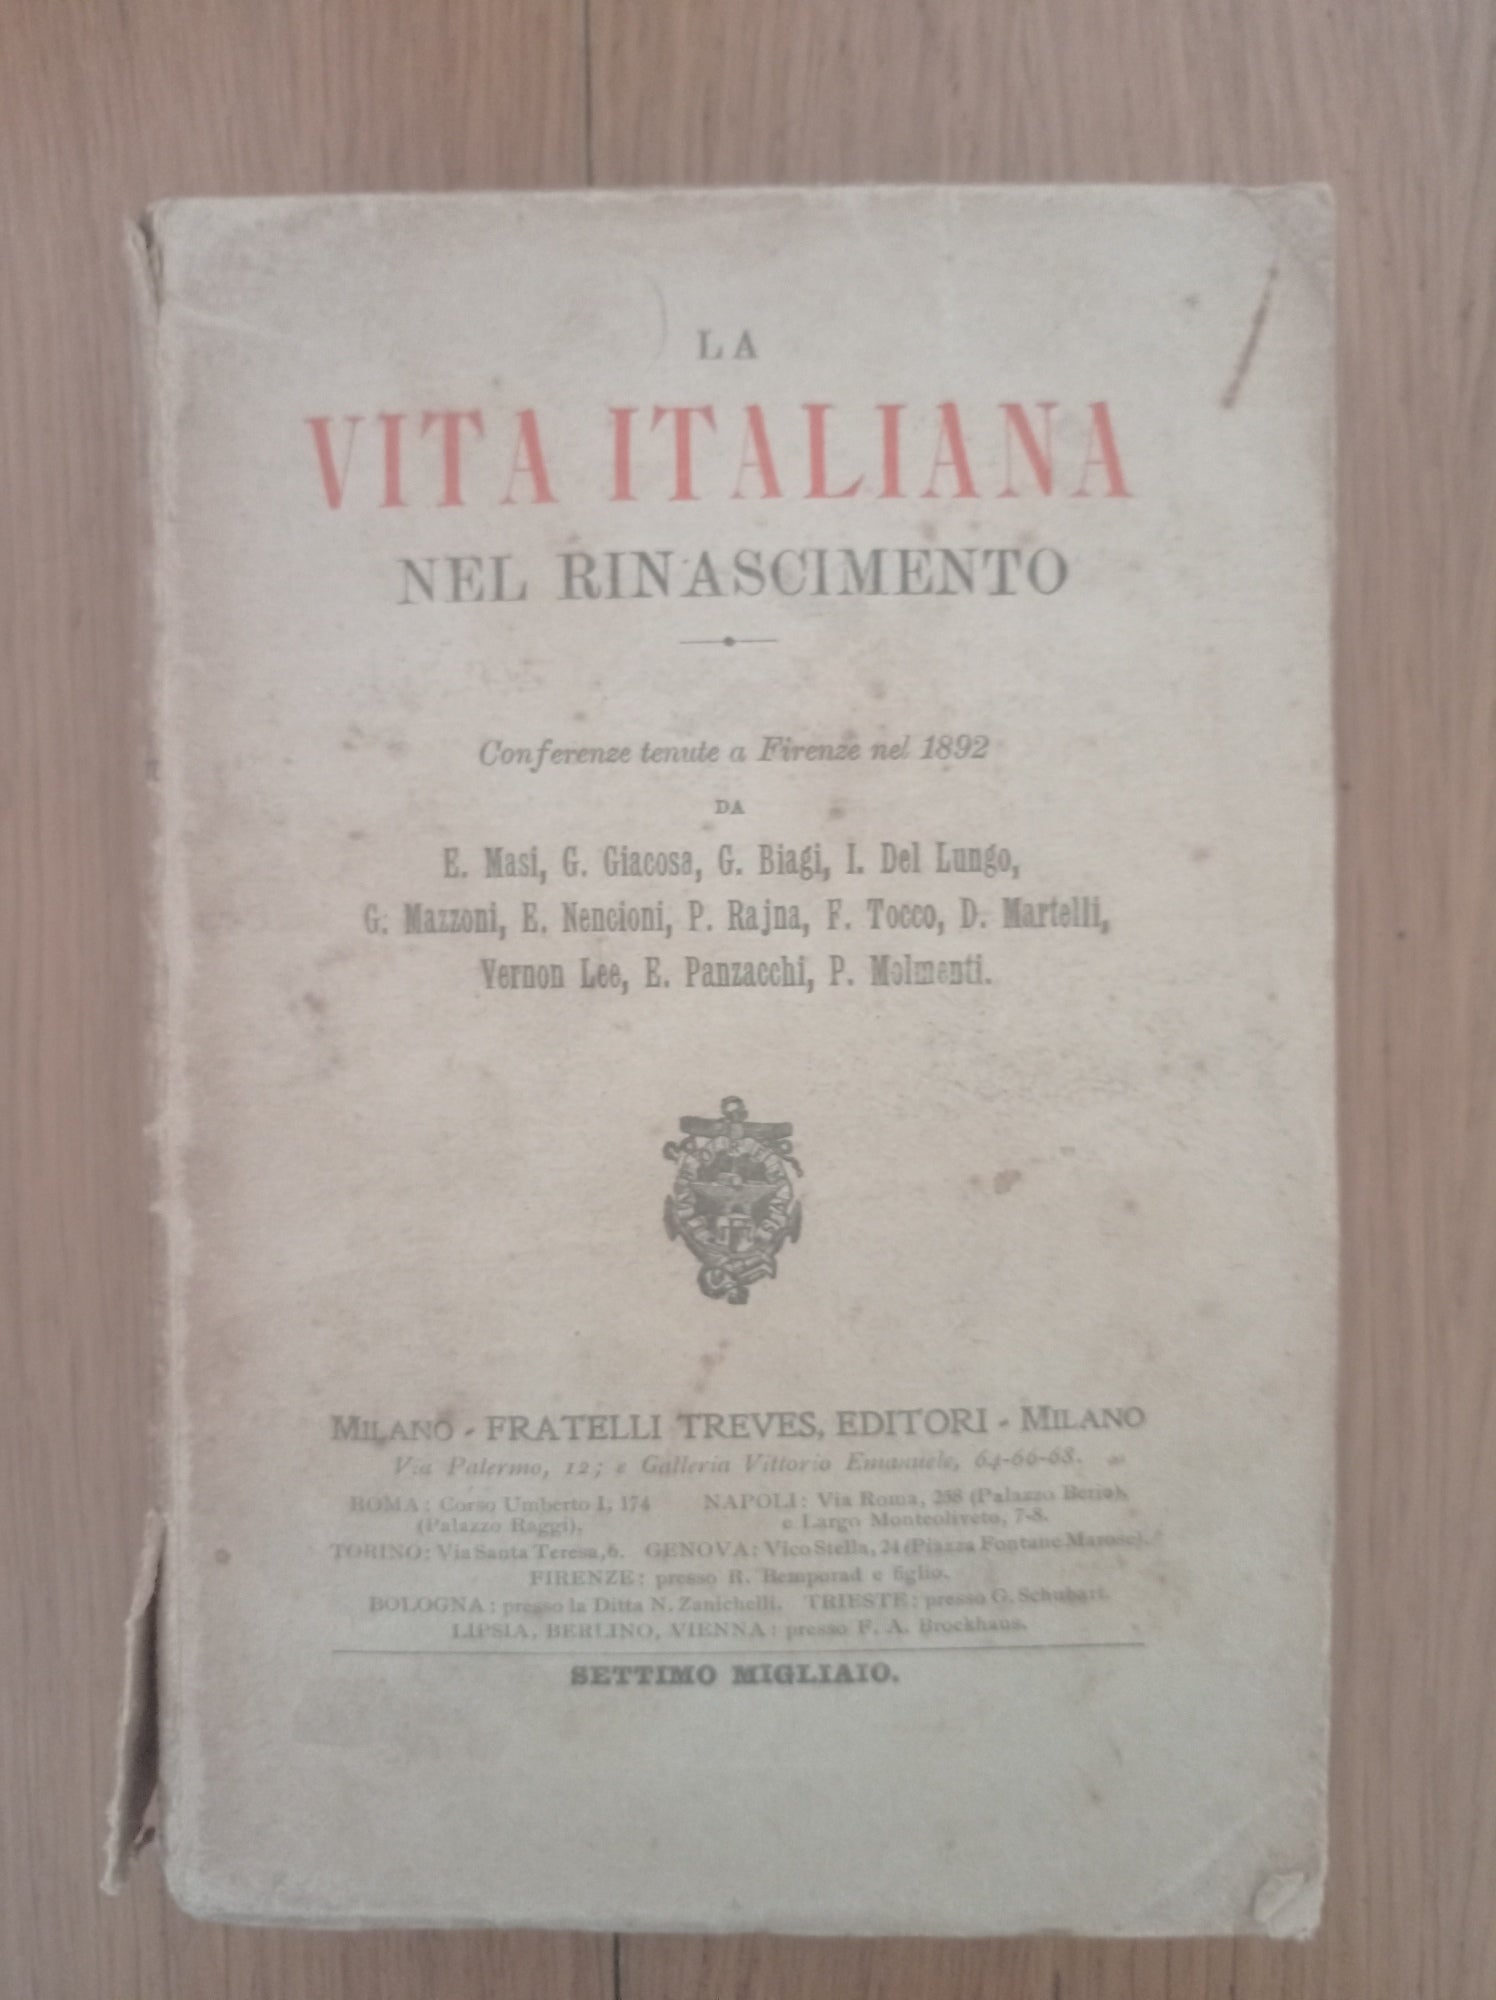 LA
VITA ITALIANA
NEL RINASCIMENTO
Conferenze tenute a Firenze nel 1892
DA
E. Masi, G. Giacosa, G. Biagi, I. Del Lungo,
G. Mazzoni, E. Nencioni, P. Rajna, F. Tocco, D. Martelli,
Vernon Lee, E. Panzacchi, P. Molmenti.
MILANO - FRATELLI TREVES, EDITORI - MILANO
Via Palermo, 12; e Galleria Vittorio Emanuele, 64-66-68.
ROMA: Corso Umberto I, 174 NAPOLI: Via Roma, 258 (Palazzo Berio),
(Palazzo Raggi). e Largo Monteoliveto, 7-8.
TORINO: Via Santa Teresa, 6. GENOVA: Vico Stella, 24 (Piazza Fontane Marose).
FIRENZE: presso R. Bemporad e figlio.
BOLOGNA: presso la Ditta N. Zanichelli. TRIESTE: presso G. Schubart.
LIPSIA, BERLINO, VIENNA: presso F. A. Brockhaus.
SETTIMO MIGLIAIO.